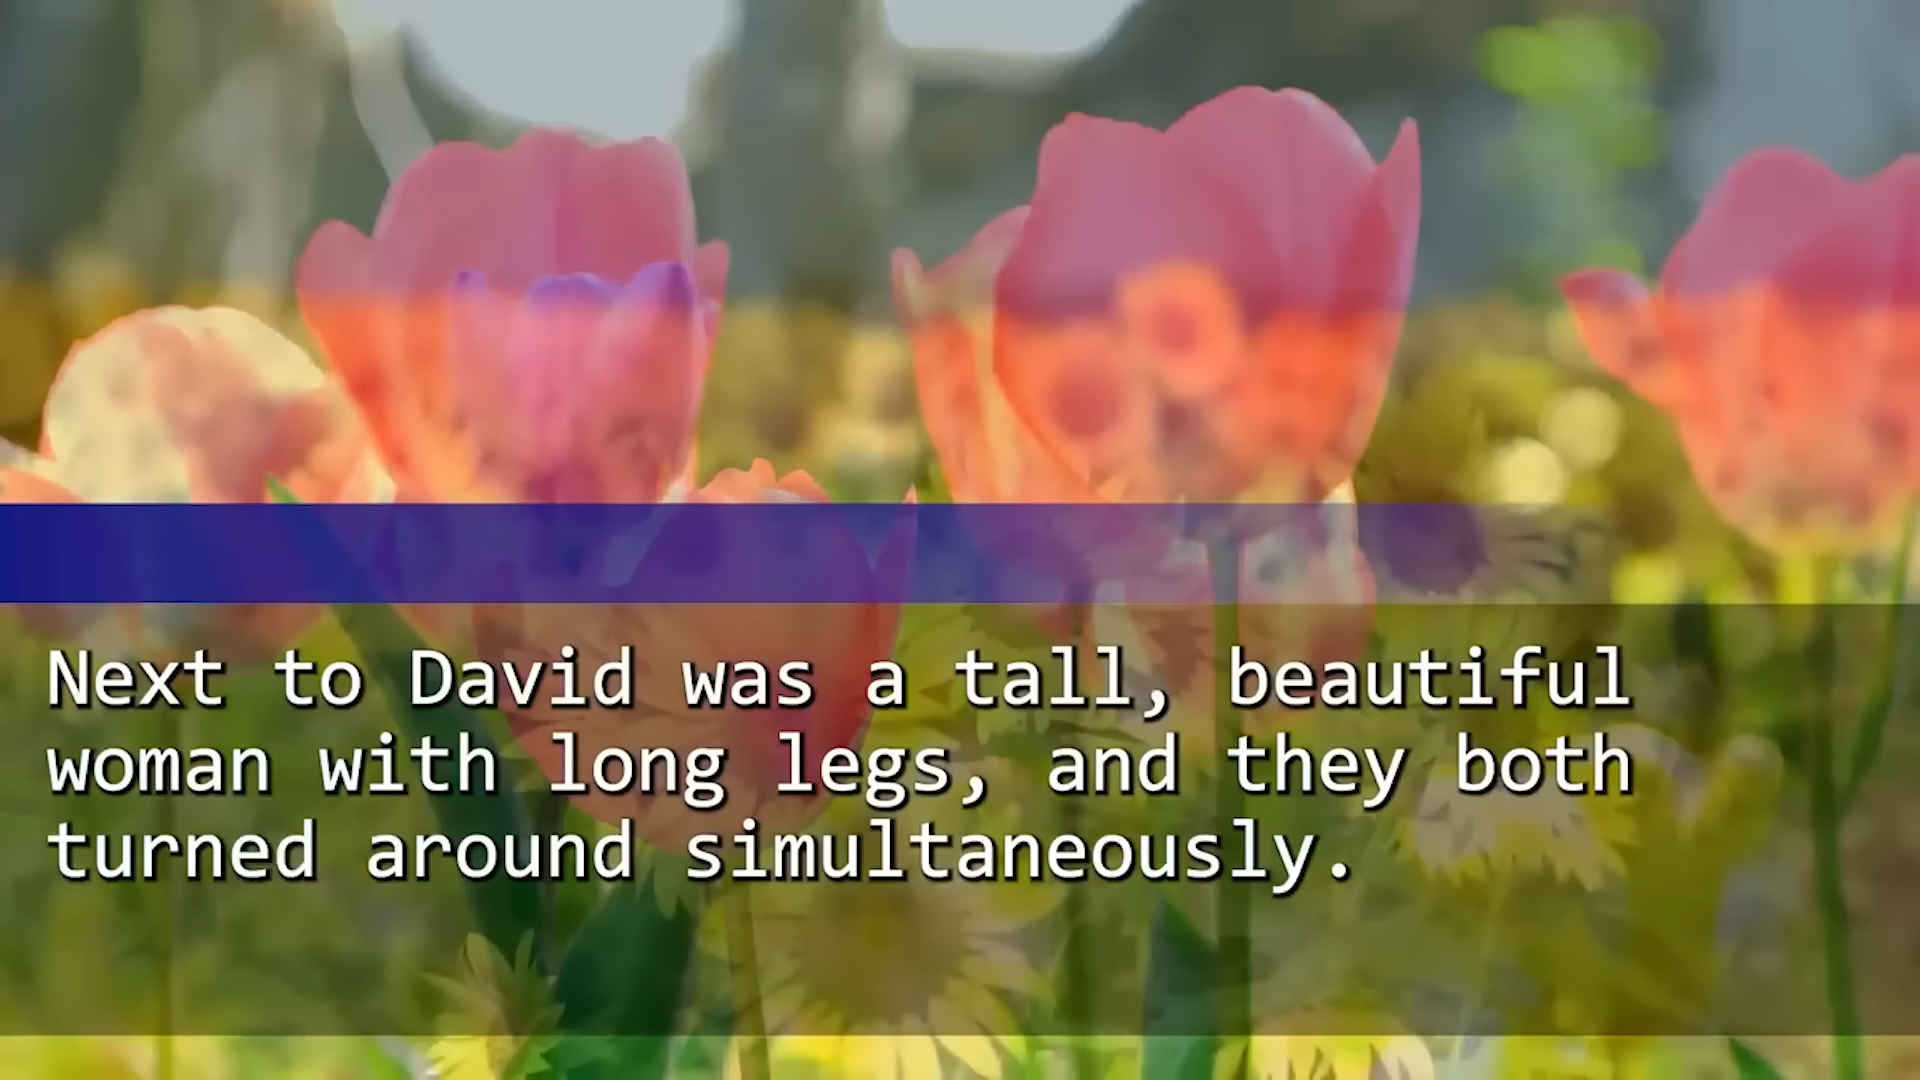 Next to David was a tall, beautiful
woman with long legs, and they both
turned around simultaneously.